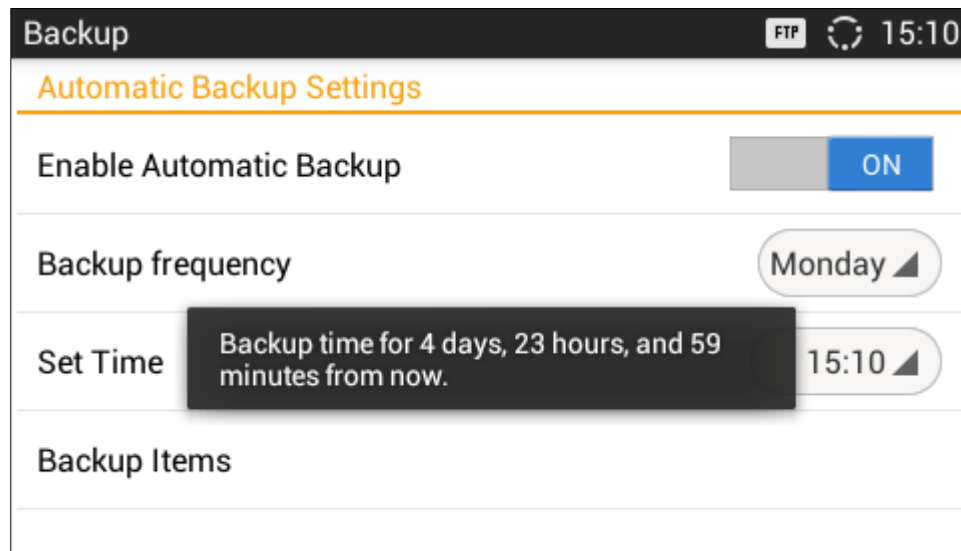 Backup FTP 15:10
Automatic Backup Settings
Enable Automatic Backup ON
Backup frequency Monday
Set Time 15:10
Backup time for 4 days, 23 hours, and 59
minutes from now.
Backup Items